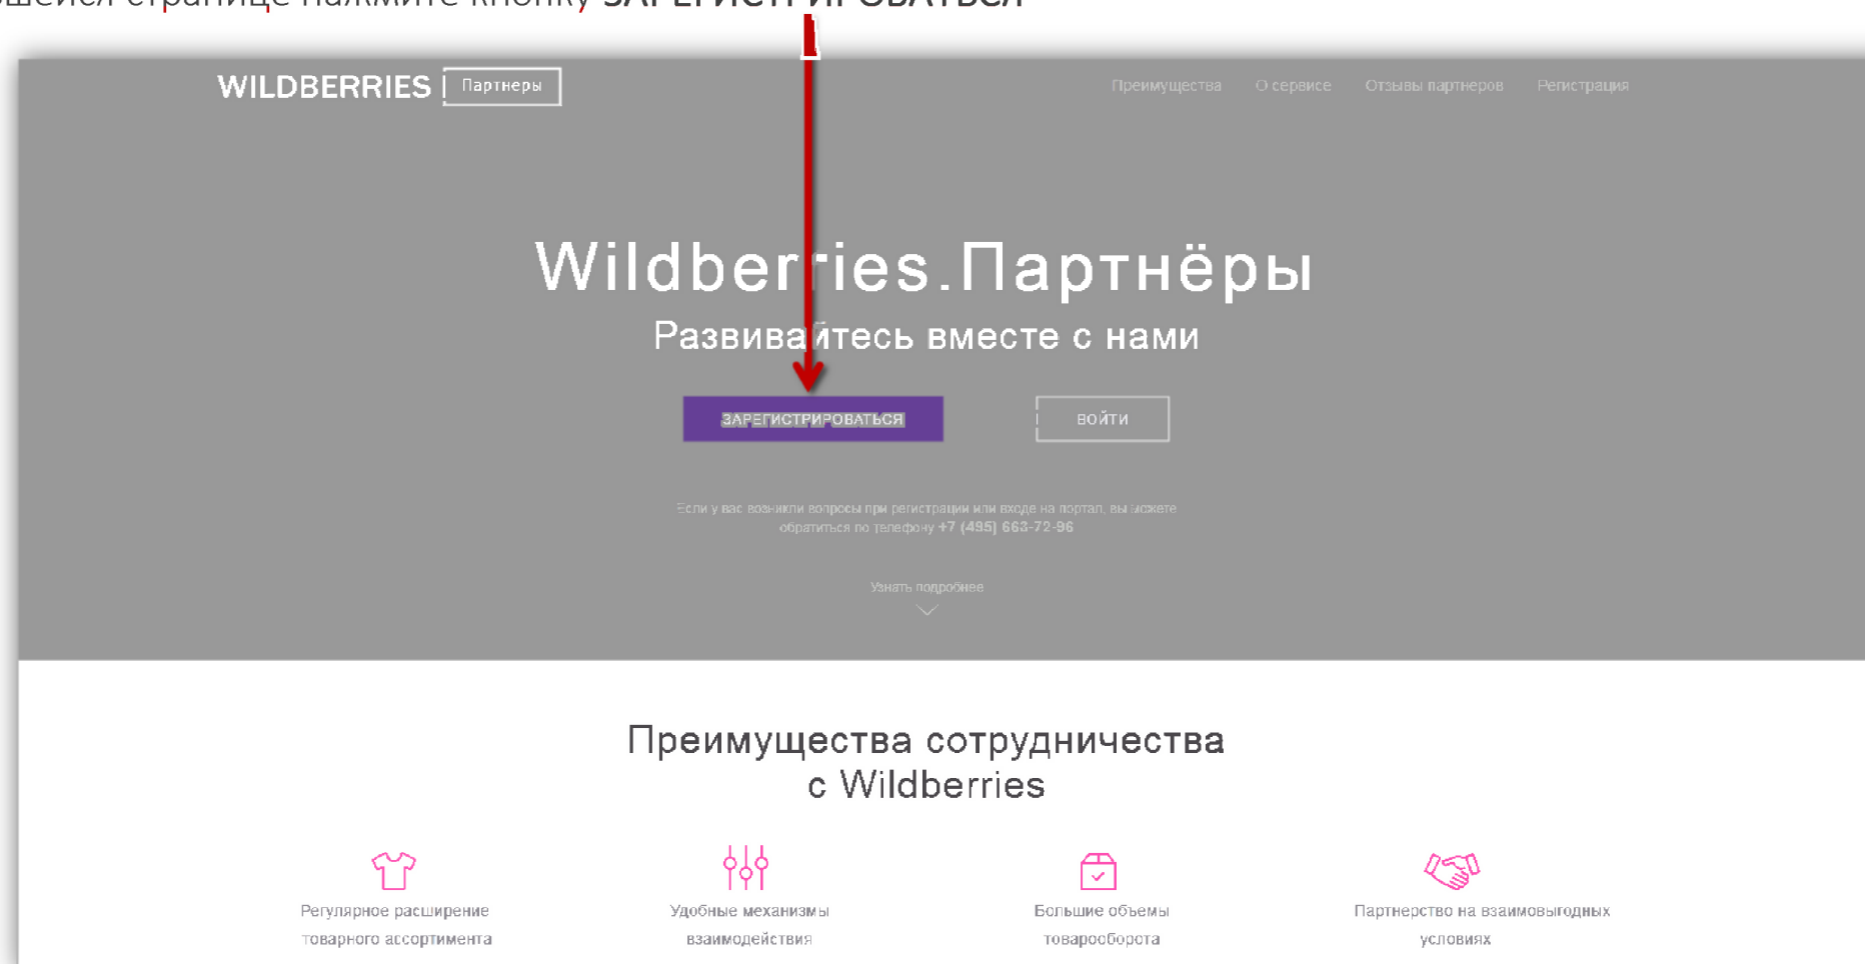 странице нажмите кнопку ЗАРЕГИСТРИРОВАТЬСЯ
WILDBERRIES Партнеры
Преимущества О сервисе Отзывы партнеров Регистрация
Wildberries.Партнёры
Развивайтесь вместе с нами
ЗАРЕГИСТРИРОВАТЬСЯ ВОЙТИ
Если у вас возникли вопросы при регистрации или входе на портал, вы можете
обратиться по телефону +7 (495) 663-72-96
Узнать подробнее
Преимущества сотрудничества
с Wildberries
Регулярное расширение
товарного ассортимента
Удобные механизмы
взаимодействия
Большие объемы
товарооборота
Партнерство на взаимовыгодных
условиях